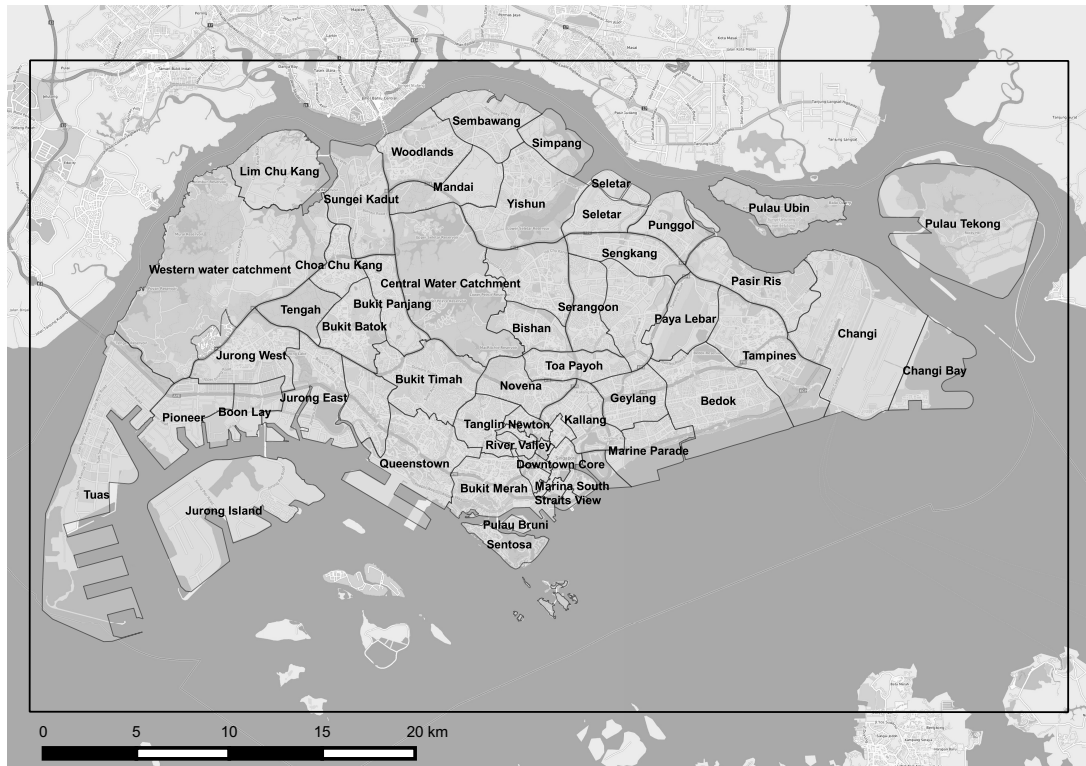 Sembawang
Simpang
Woodlands
Lim Chu Kang
Mandai
Seletar
Sungei Kadut
Yishun
Pulau Ubin
Seletar
Punggol
Pulau Tekong
Sengkang
Western water catchment
Choa Chu Kang
Central Water Catchment
Pasir Ris
Bukit Panjang
Tengah
Serangoon
Bukit Batok
Bishan
Paya Lebar
Changi
Jurong West
Tampines
Toa Payoh
Changi Bay
Bukit Timah
Novena
Jurong East
Geylang
Bedok
Pioneer
Boon Lay
Tanglin
Newton
Kallang
River Valley
Marine Parade
Queenstown
Downtown Core
Bukit Merah
Marina South
Tuas
Straits View
Jurong Island
Pulau Bruni
Sentosa
0 5 10 15 20 km